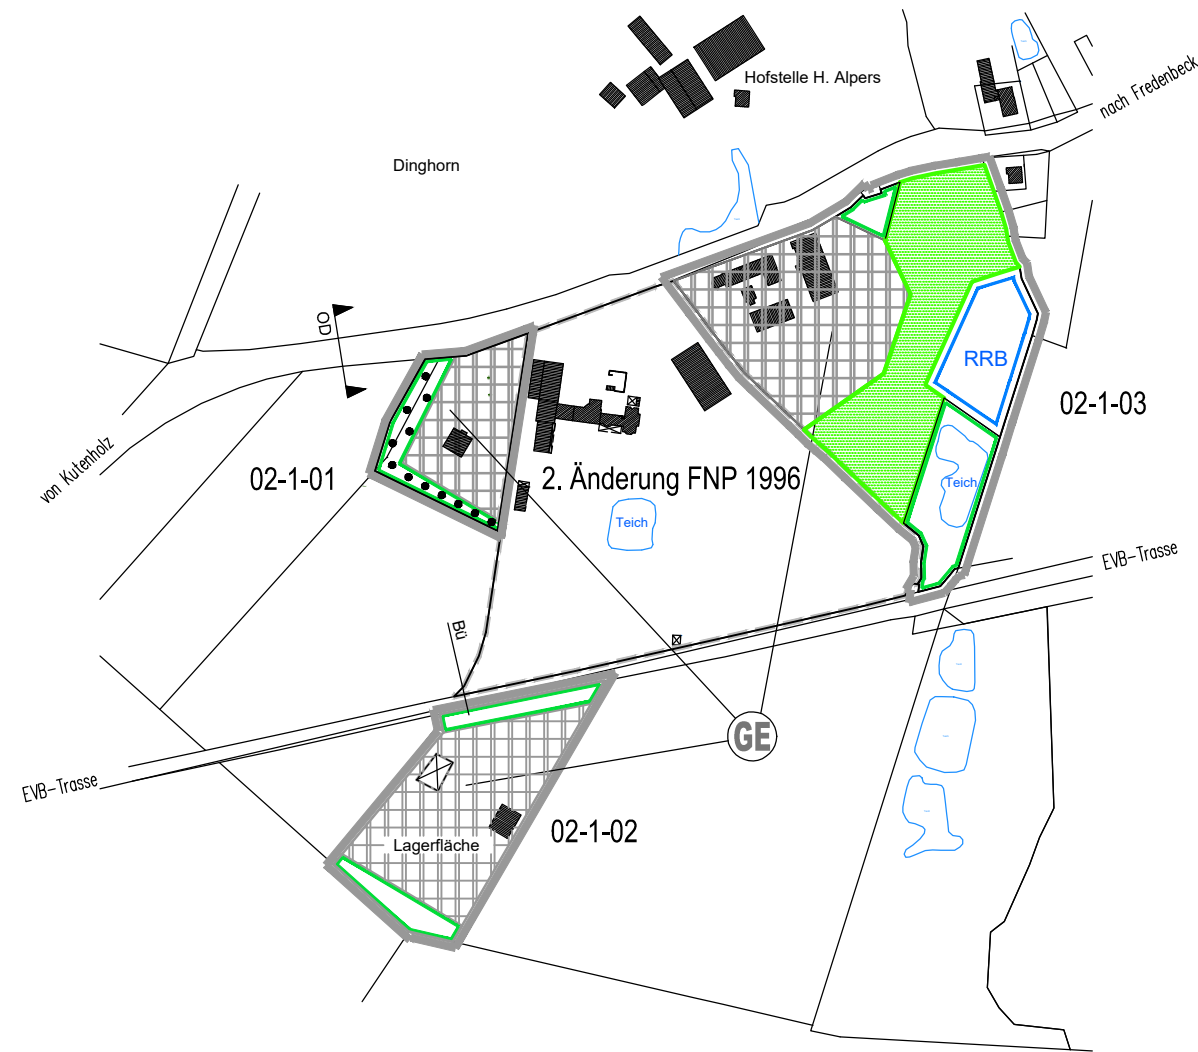 Hofstelle H. Alpers
nach Fredenbeck
Dinghorn
OD
RRB
02-1-03
von Kutenholz
02-1-01
2. Änderung FNP 1996
Teich
Teich
EVB-Trasse
Bü
GE
EVB-Trasse
02-1-02
Lagerfläche